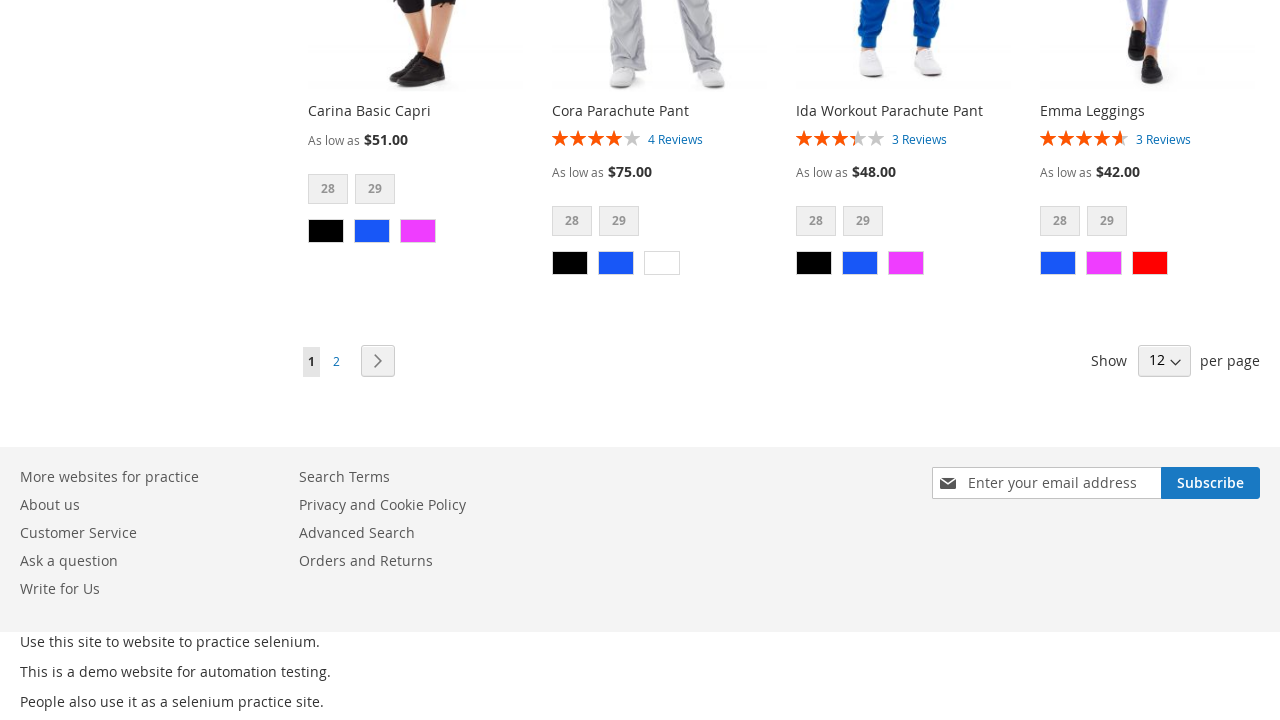 Carina Basic Capri
As low as $51.00
28 29
Cora Parachute Pant
4 Reviews
As low as $75.00
28 29
Ida Workout Parachute Pant
3 Reviews
As low as $48.00
28 29
Emma Leggings
3 Reviews
As low as $42.00
28 29
1 2
Show 12 per page
More websites for practice
About us
Customer Service
Ask a question
Write for Us
Search Terms
Privacy and Cookie Policy
Advanced Search
Orders and Returns
Enter your email address
Subscribe
Use this site to website to practice selenium.
This is a demo website for automation testing.
People also use it as a selenium practice site.